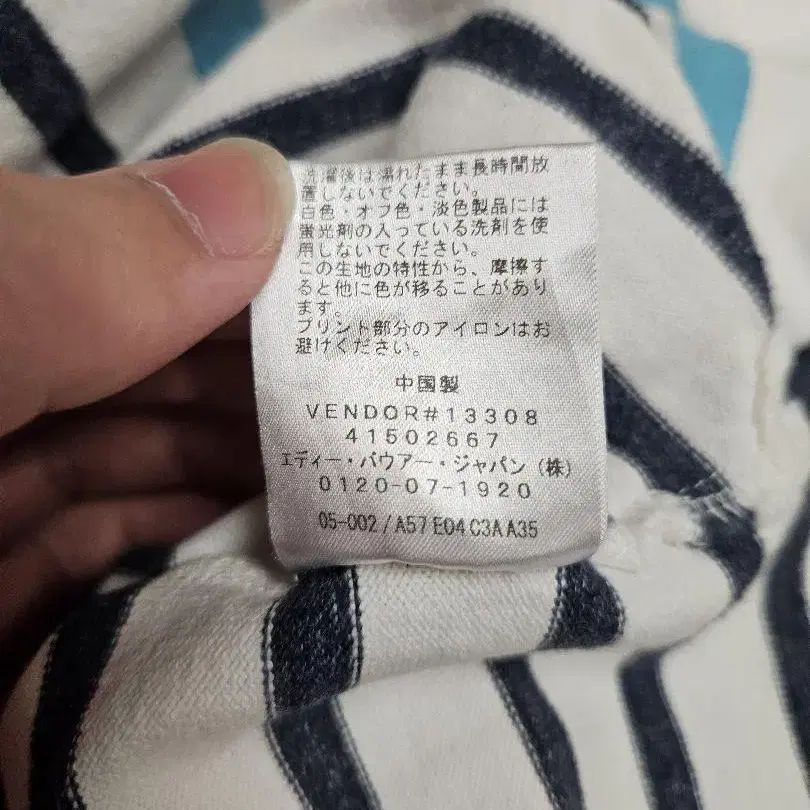 洗濯後は濡れたまま長時間放
置しないでください。
白色・オフ色・淡色製品には
蛍光剤の入っている洗剤を使
用しないでください。
この生地の特性から、摩擦す
ると他に色が移ることがあり
ます。
プリント部分のアイロンはお
避けください。
中国製
VENDOR#13308
41502667
エディー・バウアー・ジャパン（株）
0120-07-1920
05-002/A57E04C3AA35